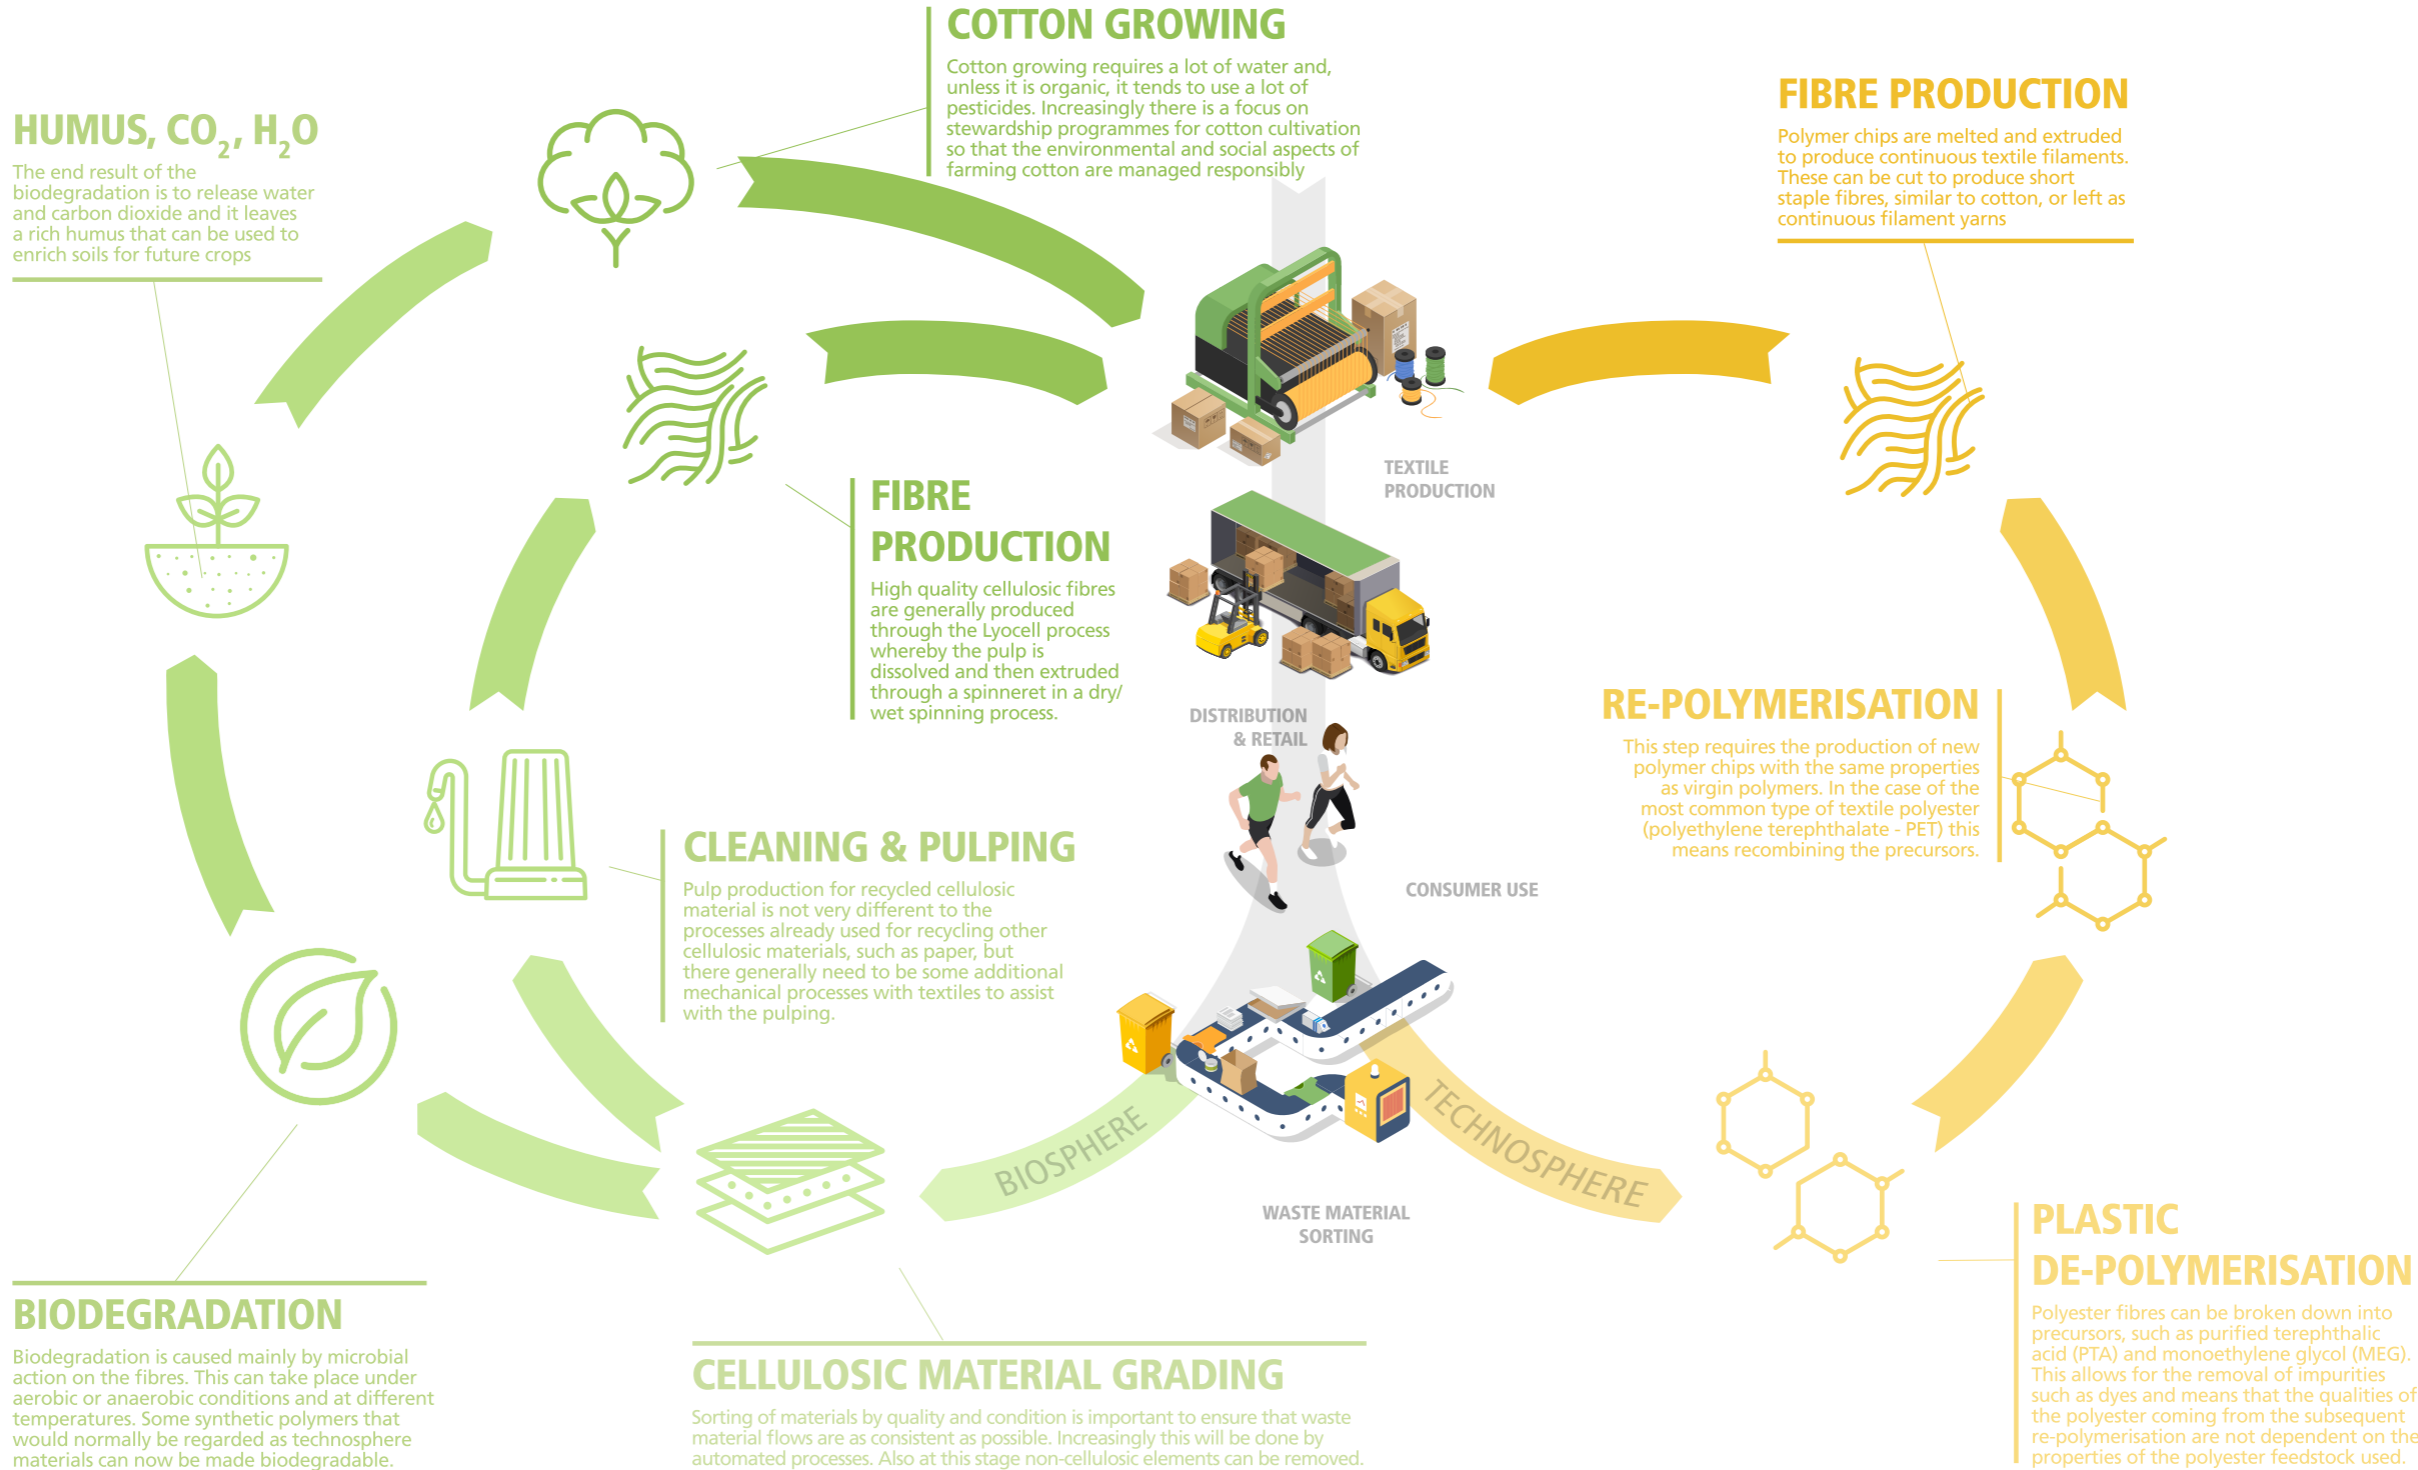 COTTON GROWING
Cotton growing requires a lot of water and,
unless it is organic, it tends to use a lot of
pesticides. Increasingly there is a focus on
stewardship programmes for cotton cultivation
so that the environmental and social aspects of
farming cotton are managed responsibly
FIBRE PRODUCTION
Polymer chips are melted and extruded
to produce continuous textile filaments.
These can be cut to produce short
staple fibres, similar to cotton, or left as
continuous filament yarns
HUMUS, CO₂, H₂O
The end result of the
biodegradation is to release water
and carbon dioxide and it leaves
a rich humus that can be used to
enrich soils for future crops
TEXTILE
PRODUCTION
FIBRE
PRODUCTION
High quality cellulosic fibres
are generally produced
through the Lyocell process
whereby the pulp is
dissolved and then extruded
through a spinneret in a dry/
wet spinning process.
DISTRIBUTION
& RETAIL
RE-POLYMERISATION
This step requires the production of new
polymer chips with the same properties
as virgin polymers. In the case of the
most common type of textile polyester
(polyethylene terephthalate - PET) this
means recombining the precursors.
CLEANING & PULPING
Pulp production for recycled cellulosic
material is not very different to the
processes already used for recycling other
cellulosic materials, such as paper, but
there generally need to be some additional
mechanical processes with textiles to assist
with the pulping.
CONSUMER USE
BIOSPHERE
TECHNOSPHERE
WASTE MATERIAL
SORTING
PLASTIC
DE-POLYMERISATION
Polyester fibres can be broken down into
precursors, such as purified terephthalic
acid (PTA) and monoethylene glycol (MEG).
This allows for the removal of impurities
such as dyes and means that the qualities of
the polyester coming from the subsequent
re-polymerisation are not dependent on the
properties of the polyester feedstock used.
BIODEGRADATION
Biodegradation is caused mainly by microbial
action on the fibres. This can take place under
aerobic or anaerobic conditions and at different
temperatures. Some synthetic polymers that
would normally be regarded as technosphere
materials can now be made biodegradable.
CELLULOSIC MATERIAL GRADING
Sorting of materials by quality and condition is important to ensure that waste
material flows are as consistent as possible. Increasingly this will be done by
automated processes. Also at this stage non-cellulosic elements can be removed.